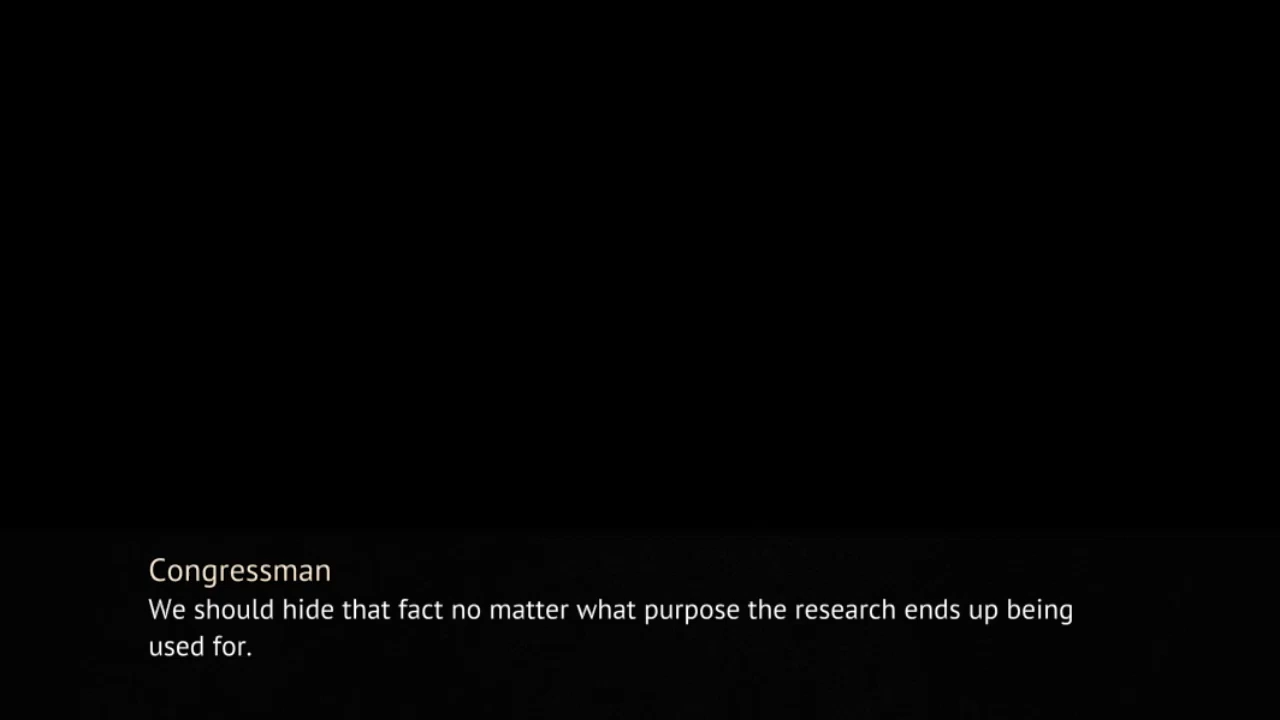 Congressman
We should hide that fact no matter what purpose the research ends up being
used for.